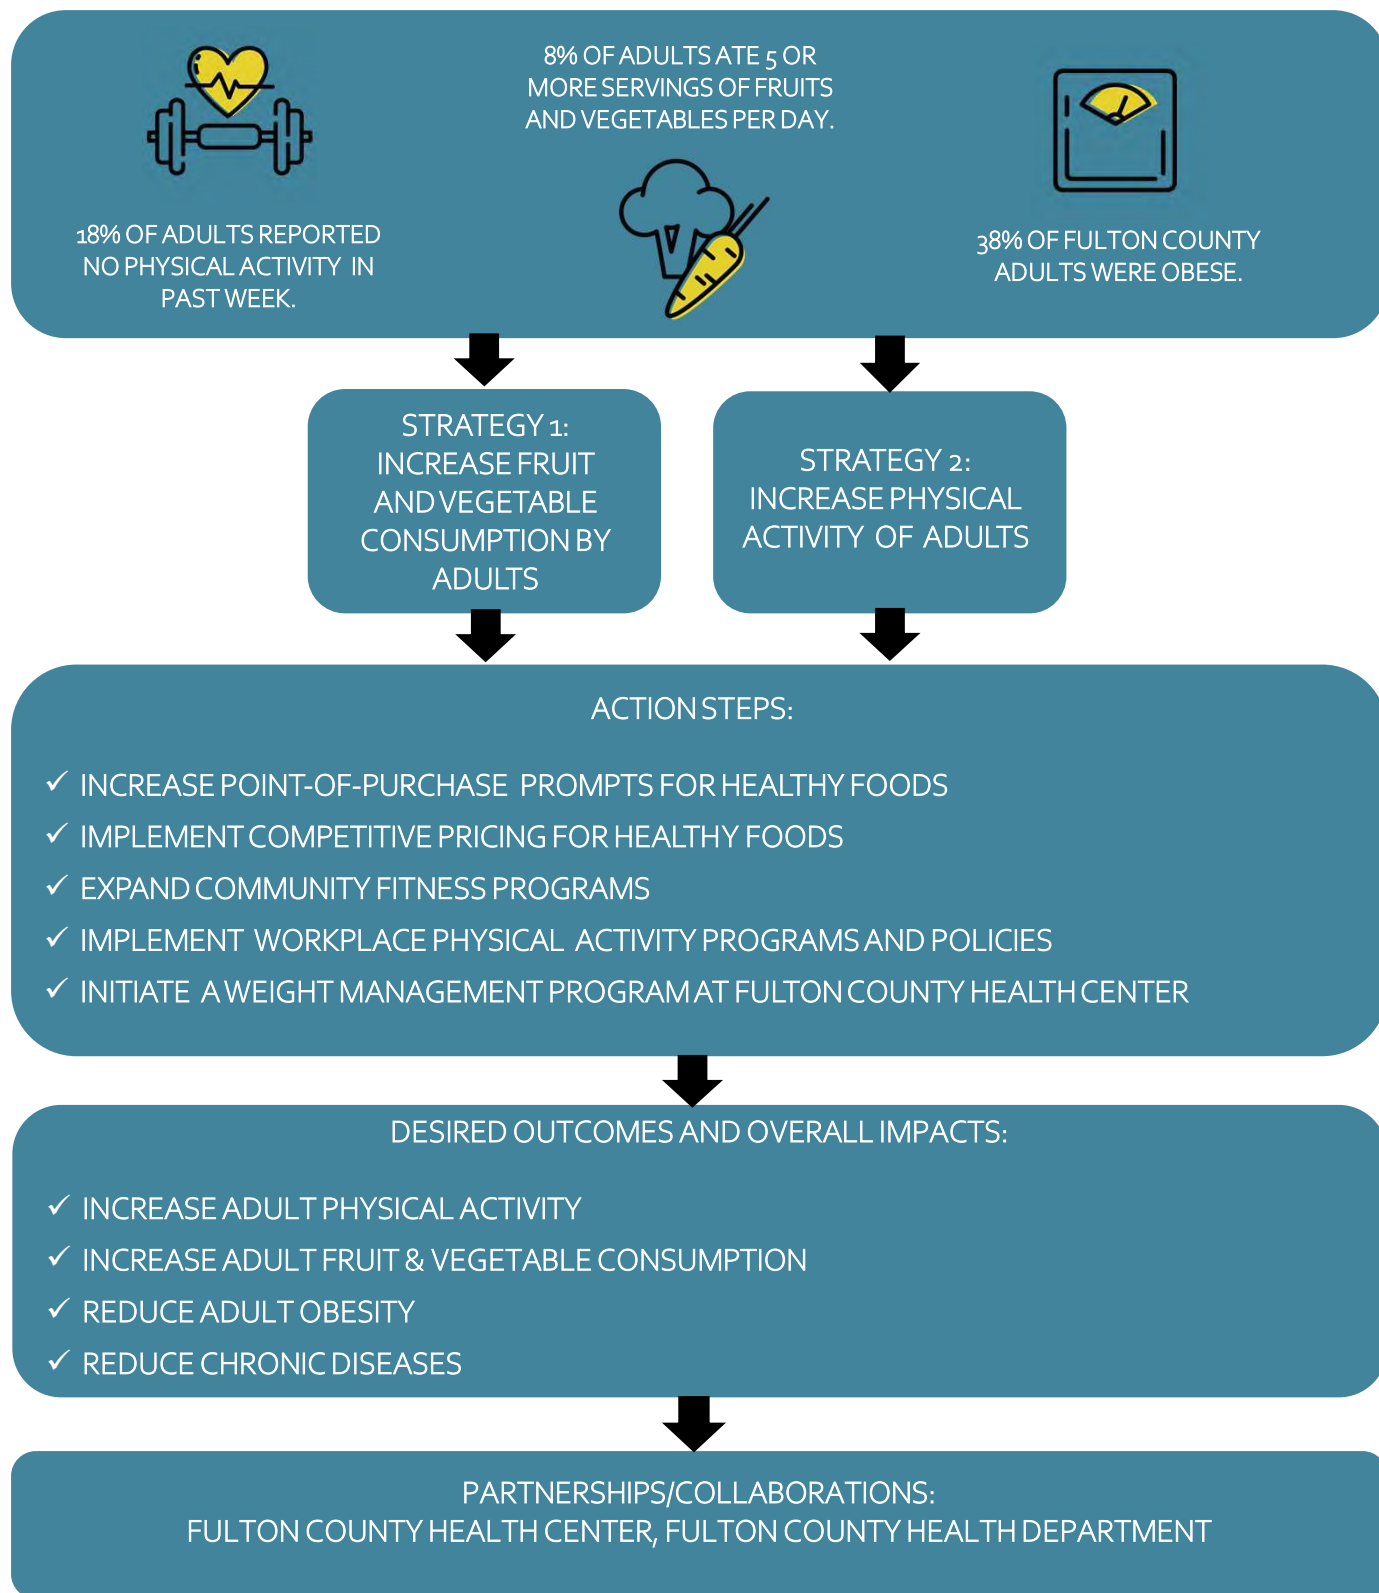 8% OF ADULTS ATE 5 OR
MORE SERVINGS OF FRUITS
AND VEGETABLES PER DAY.
18% OF ADULTS REPORTED
NO PHYSICAL ACTIVITY IN
PAST WEEK.
38% OF FULTON COUNTY
ADULTS WERE OBESE.
STRATEGY 1:
INCREASE FRUIT
AND VEGETABLE
CONSUMPTION BY
ADULTS
STRATEGY 2:
INCREASE PHYSICAL
ACTIVITY OF ADULTS
ACTION STEPS:
✓ INCREASE POINT-OF-PURCHASE PROMPTS FOR HEALTHY FOODS
✓ IMPLEMENT COMPETITIVE PRICING FOR HEALTHY FOODS
✓ EXPAND COMMUNITY FITNESS PROGRAMS
✓ IMPLEMENT WORKPLACE PHYSICAL ACTIVITY PROGRAMS AND POLICIES
✓ INITIATE A WEIGHT MANAGEMENT PROGRAM AT FULTON COUNTY HEALTH CENTER
DESIRED OUTCOMES AND OVERALL IMPACTS:
✓ INCREASE ADULT PHYSICAL ACTIVITY
✓ INCREASE ADULT FRUIT & VEGETABLE CONSUMPTION
✓ REDUCE ADULT OBESITY
✓ REDUCE CHRONIC DISEASES
PARTNERSHIPS/COLLABORATIONS:
FULTON COUNTY HEALTH CENTER, FULTON COUNTY HEALTH DEPARTMENT